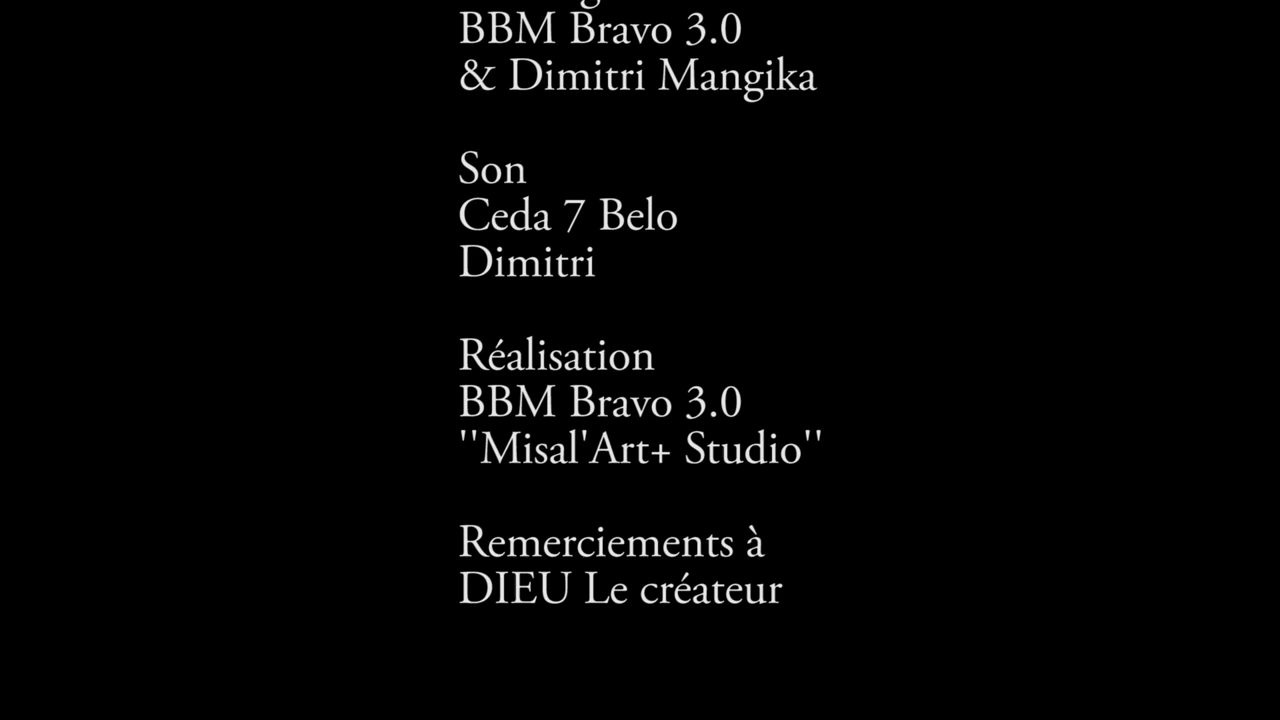 BBM Bravo 3.0
& Dimitri Mangika
Son
Ceda 7 Belo
Dimitri
Réalisation
BBM Bravo 3.0
''Misal'Art+ Studio''
Remerciements à
DIEU Le créateur